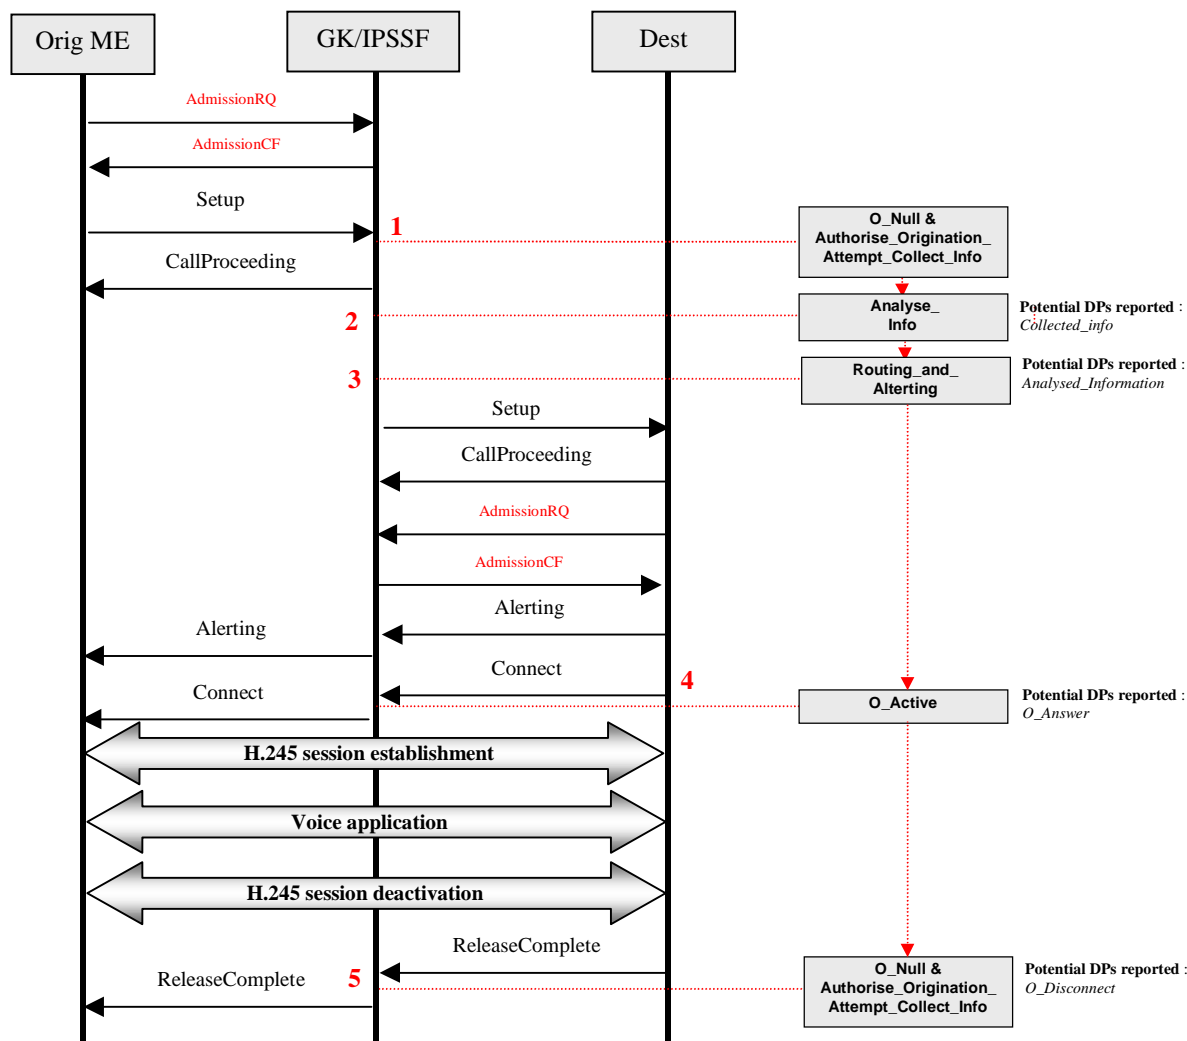 Orig ME
GK/IPSSF
Dest
AdmissionRQ
AdmissionCF
Setup
1
O_Null &
Authorise_Origination_
Attempt_Collect_Info
CallProceeding
2
Analyse_
Info
Potential DPs reported :
Collected_info
3
Routing_and_
Alterting
Potential DPs reported :
Analysed_Information
Setup
CallProceeding
AdmissionRQ
AdmissionCF
Alerting
Alerting
Connect
4
Connect
O_Active
Potential DPs reported :
O_Answer
H.245 session establishment
Voice application
H.245 session deactivation
ReleaseComplete
ReleaseComplete
5
O_Null &
Authorise_Origination_
Attempt_Collect_Info
Potential DPs reported :
O_Disconnect